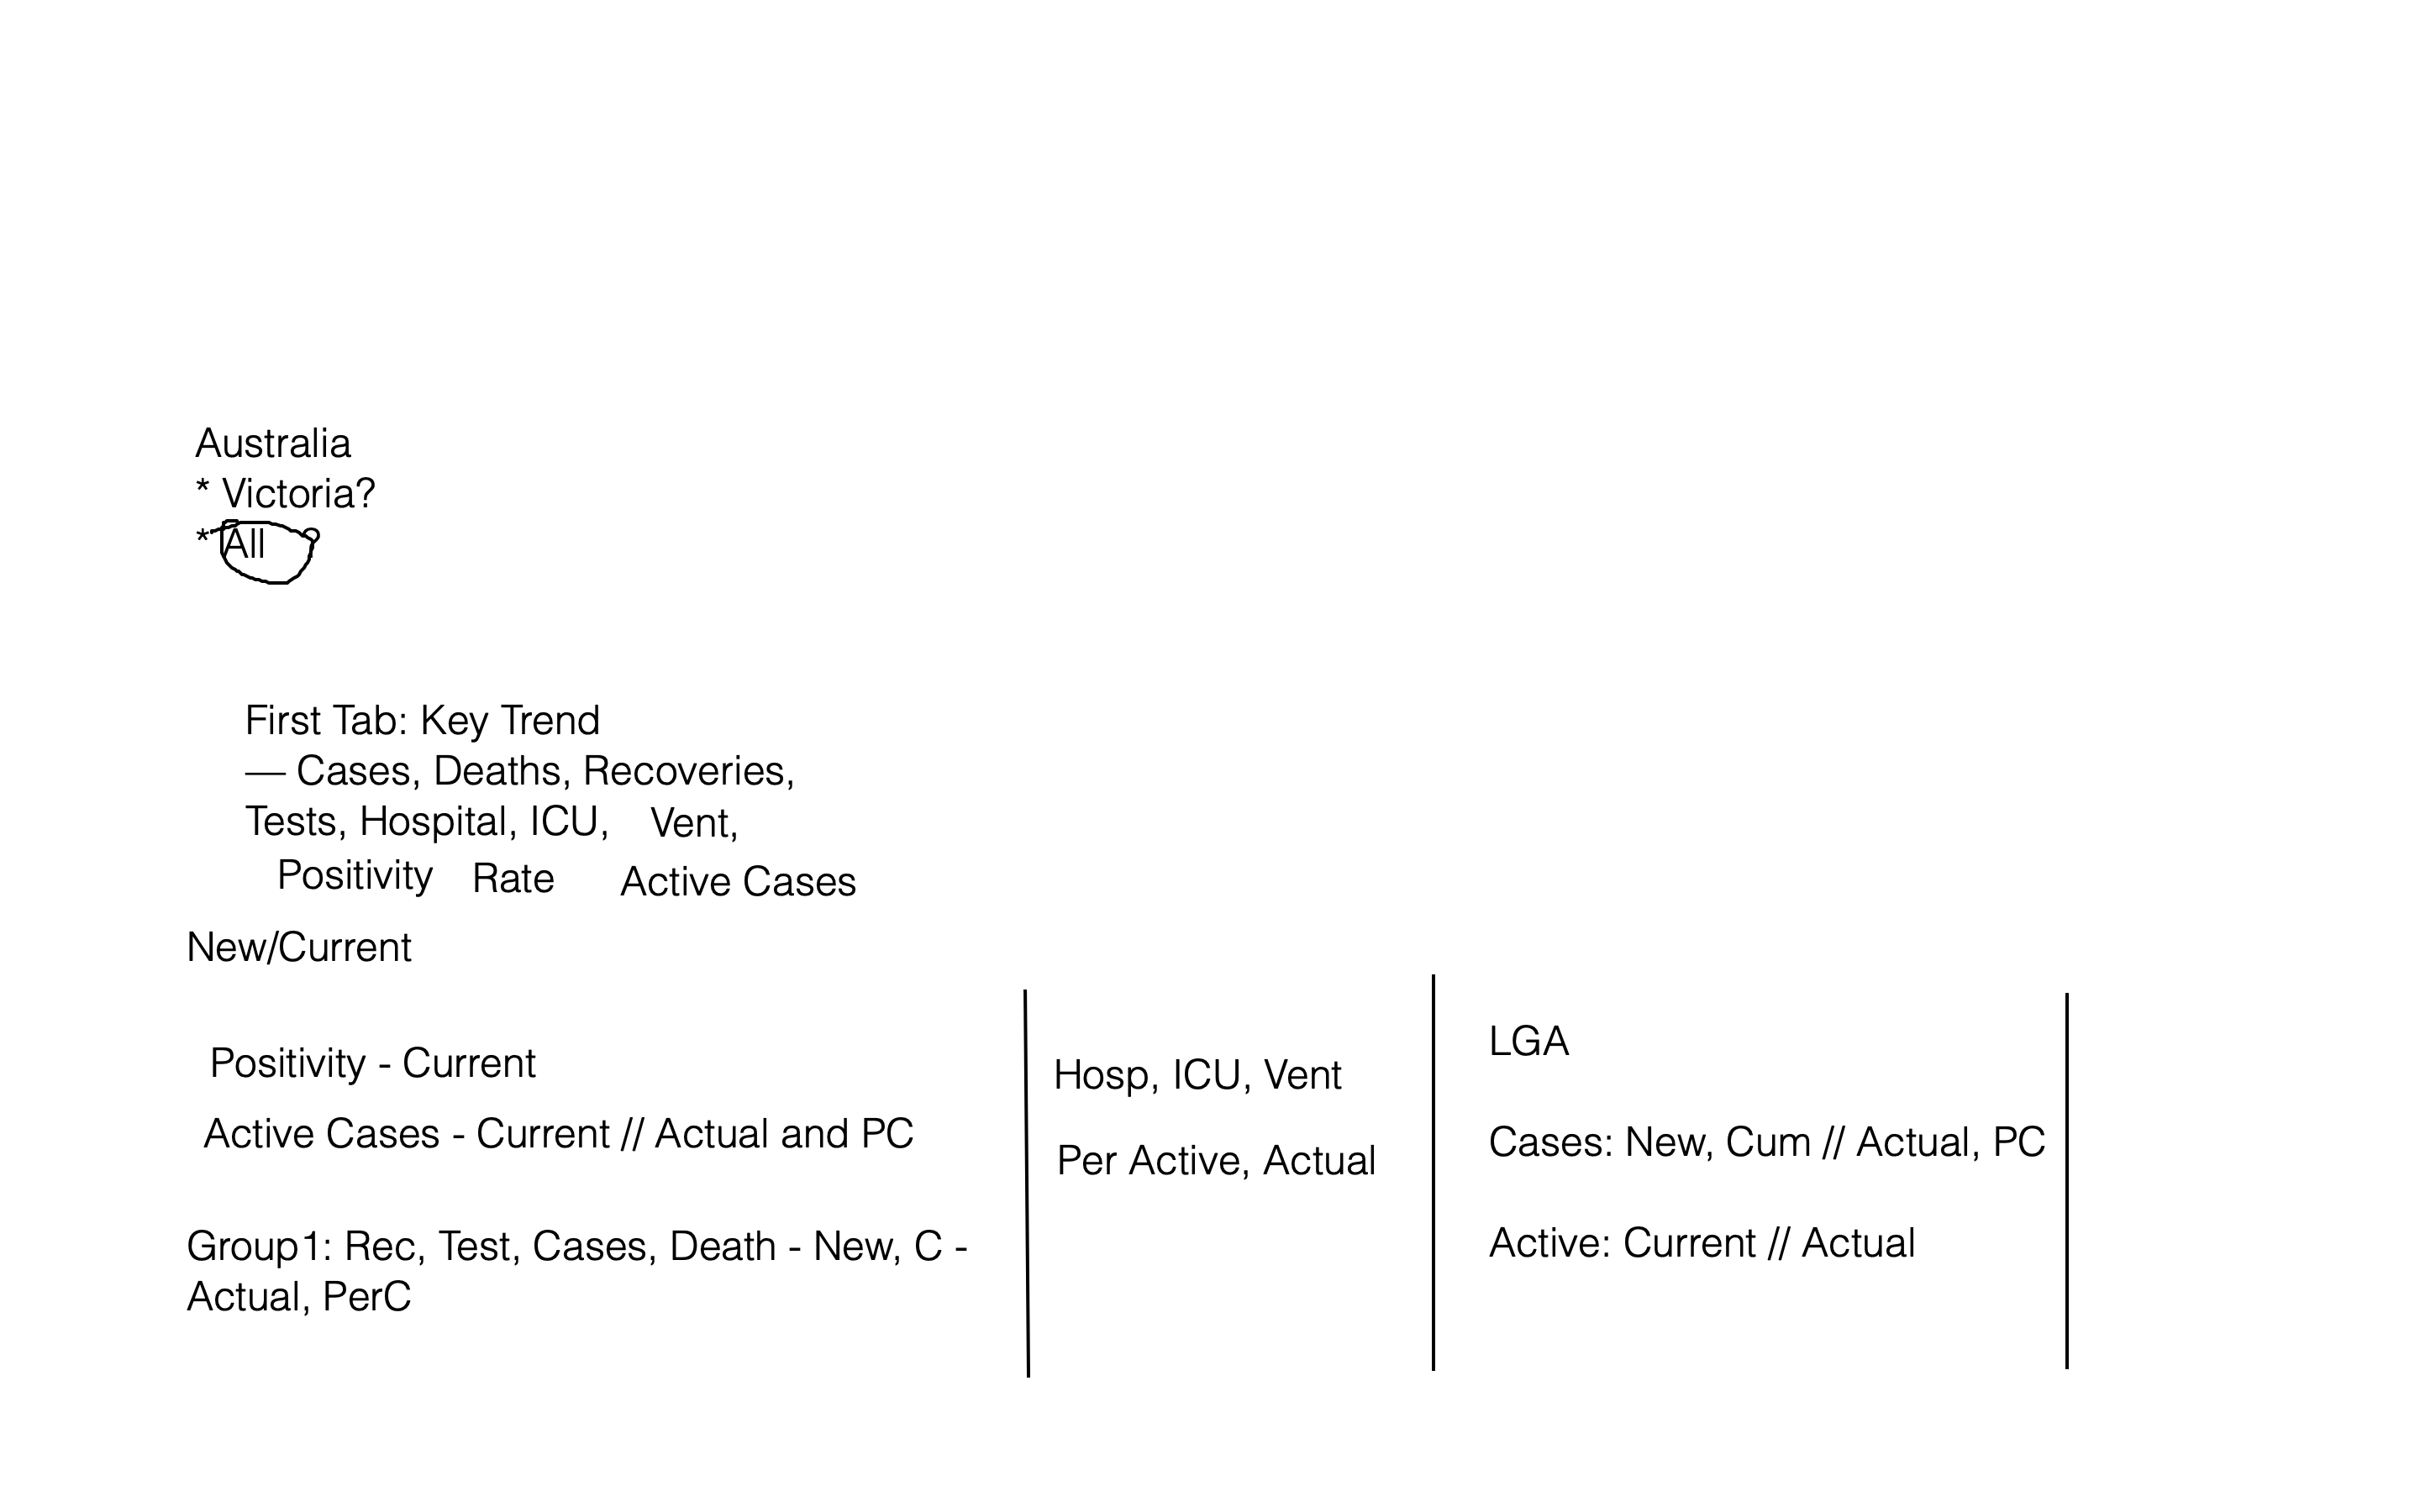 Australia
* Victoria?
* All
First Tab: Key Trend
— Cases, Deaths, Recoveries,
Tests, Hospital, ICU, Vent,
Positivity Rate Active Cases
New/Current
Positivity - Current
Active Cases - Current // Actual and PC
Group1: Rec, Test, Cases, Death - New, C -
Actual, PerC
Hosp, ICU, Vent
Per Active, Actual
LGA
Cases: New, Cum // Actual, PC
Active: Current // Actual